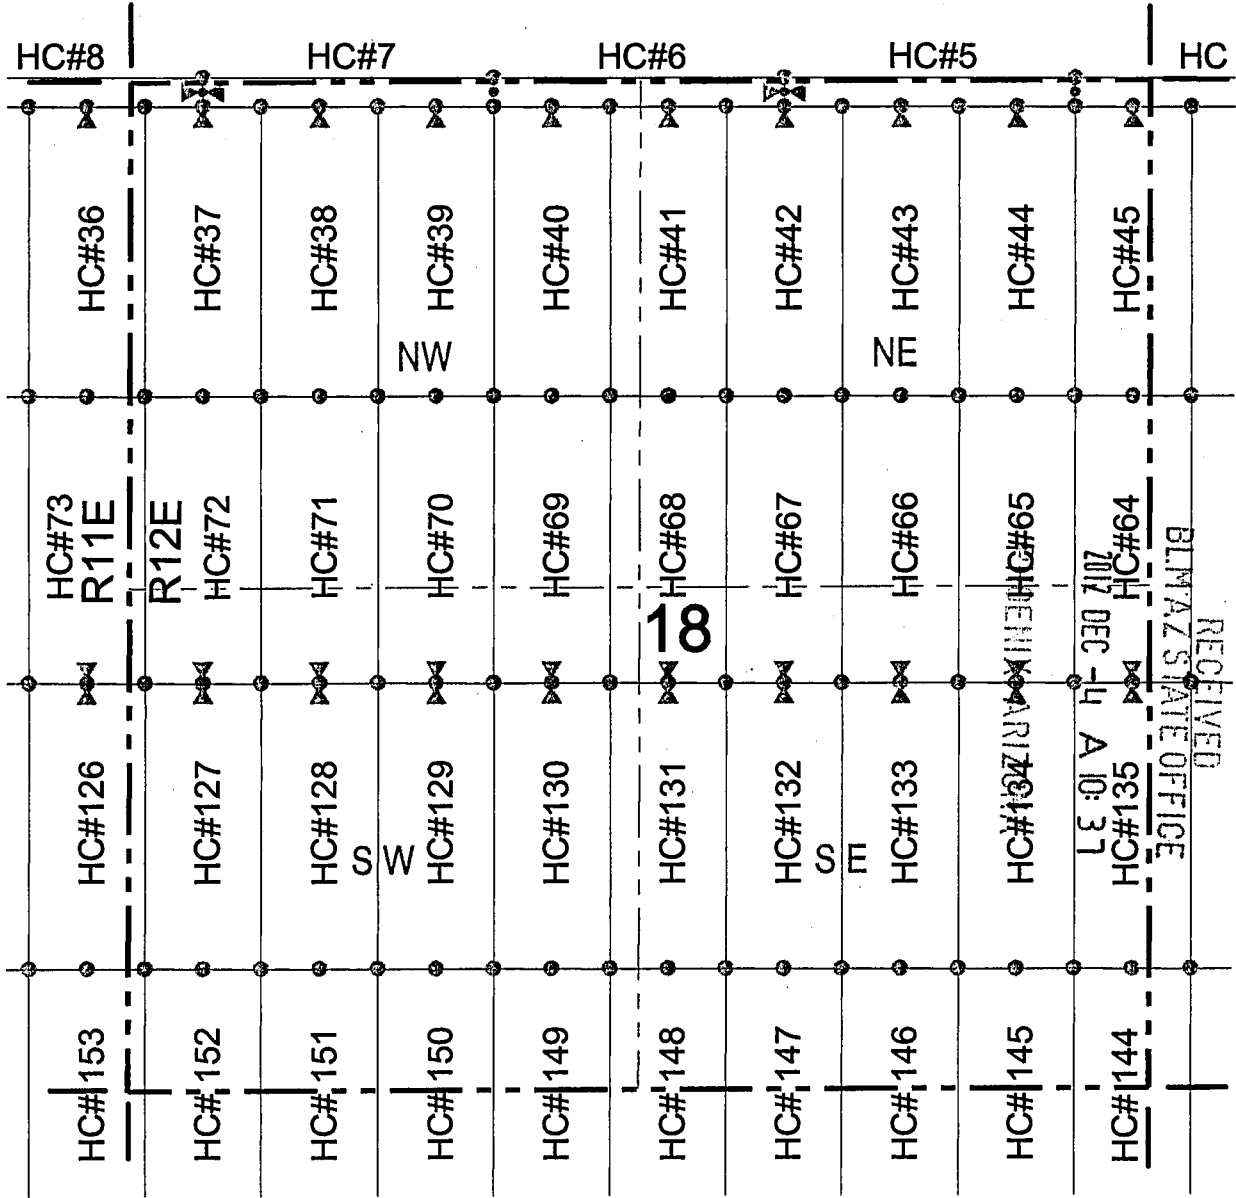 HC#8 HC#7 HC#6 HC#5 HC
HC#36 HC#37 HC#38 HC#39 HC#40 HC#41 HC#42 HC#43 HC#44 HC#45
NW NE
HC#73 HC#72 HC#71 HC#70 HC#69 HC#68 HC#67 HC#66 HC#65 HC#64
R11E R12E
18
HC#126 HC#127 HC#128 HC#129 HC#130 HC#131 HC#132 HC#133 HC#134 HC#135
SW SE
HC#153 HC#152 HC#151 HC#150 HC#149 HC#148 HC#147 HC#146 HC#145 HC#144
RECEIVED
BLM AZ STATE OFFICE
2017 DEC -4 A 10: 37
ARIZONA